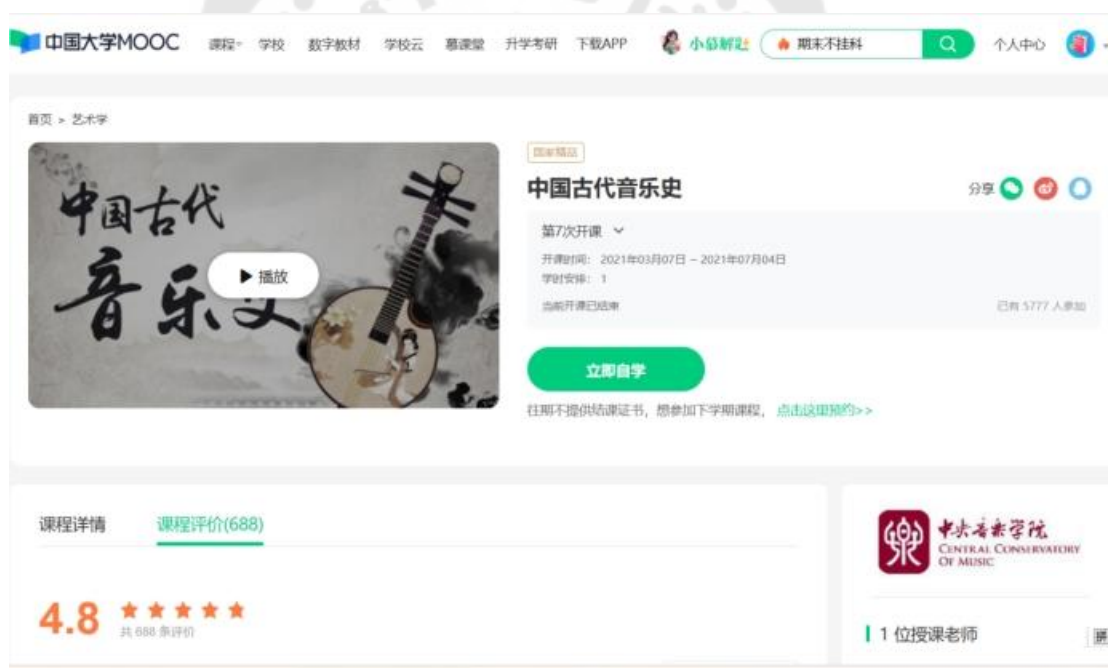 中国大学MOOC 课程 学校 数字教材 学校云 慕课堂 升学考研 下载APP 期末不挂科 个人中心
首页 > 艺术学
中国古代
音乐史
播放
国家精品
中国古代音乐史
分享
第7次开课
开课时间: 2021年03月07日 - 2021年07月04日
学时安排: 1
当前开课已结束
已有 5777 人参加
立即自学
往期不提供结课证书,想参加下学期课程, 点击这里预约>>
课程详情 课程评价(688)
4.8
共 688 条评价
中央音乐学院
CENTRAL CONSERVATORY
OF MUSIC
1 位授课老师